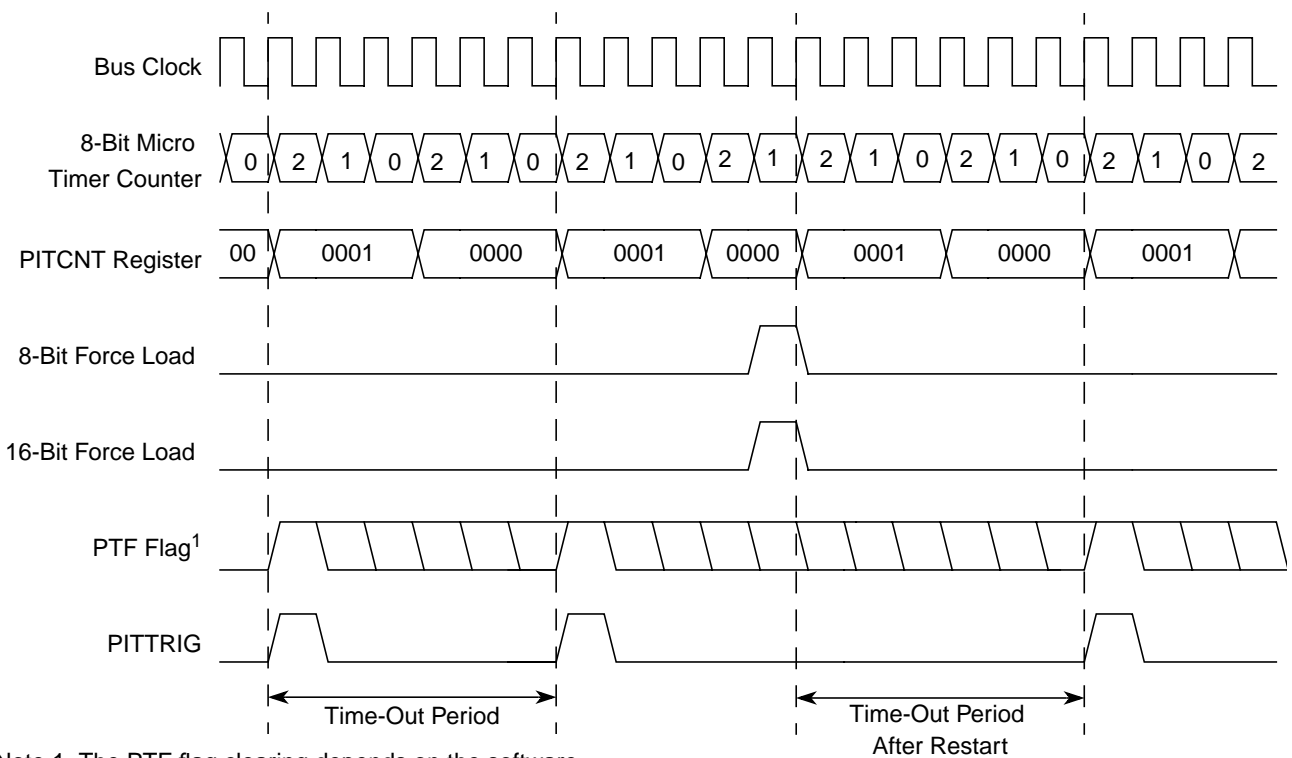 Bus Clock
8-Bit Micro
Timer Counter
0 2 1 0 2 1 0 2 1 0 2 1 2 1 0 2 1 0 2 1 0 2
PITCNT Register
00 0001 0000 0001 0000 0001 0000 0001
8-Bit Force Load
16-Bit Force Load
PTF Flag1
PITTRIG
Time-Out Period
Time-Out Period
After Restart
Note 1. The PTF flag clearing depends on the software